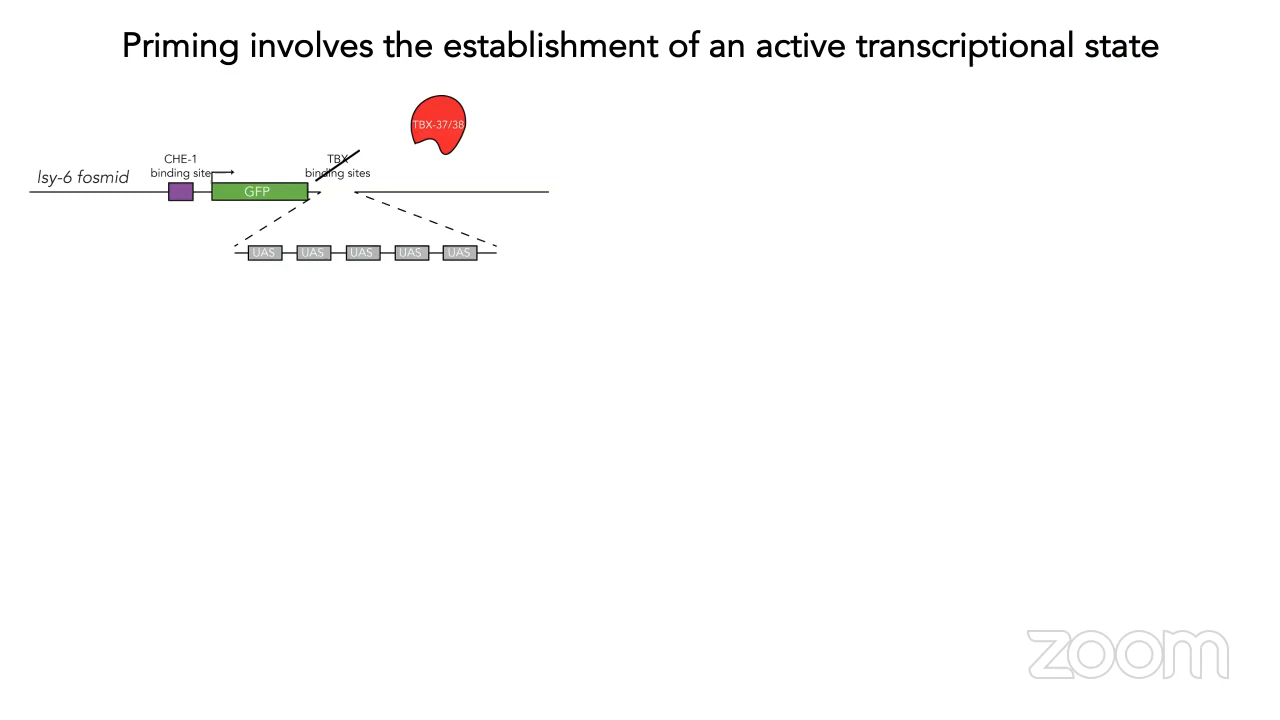 Priming involves the establishment of an active transcriptional state
TBX-37/38
CHE-1
binding site
TBX
binding sites
lsy-6 fosmid
GFP
UAS UAS UAS UAS UAS
zoom